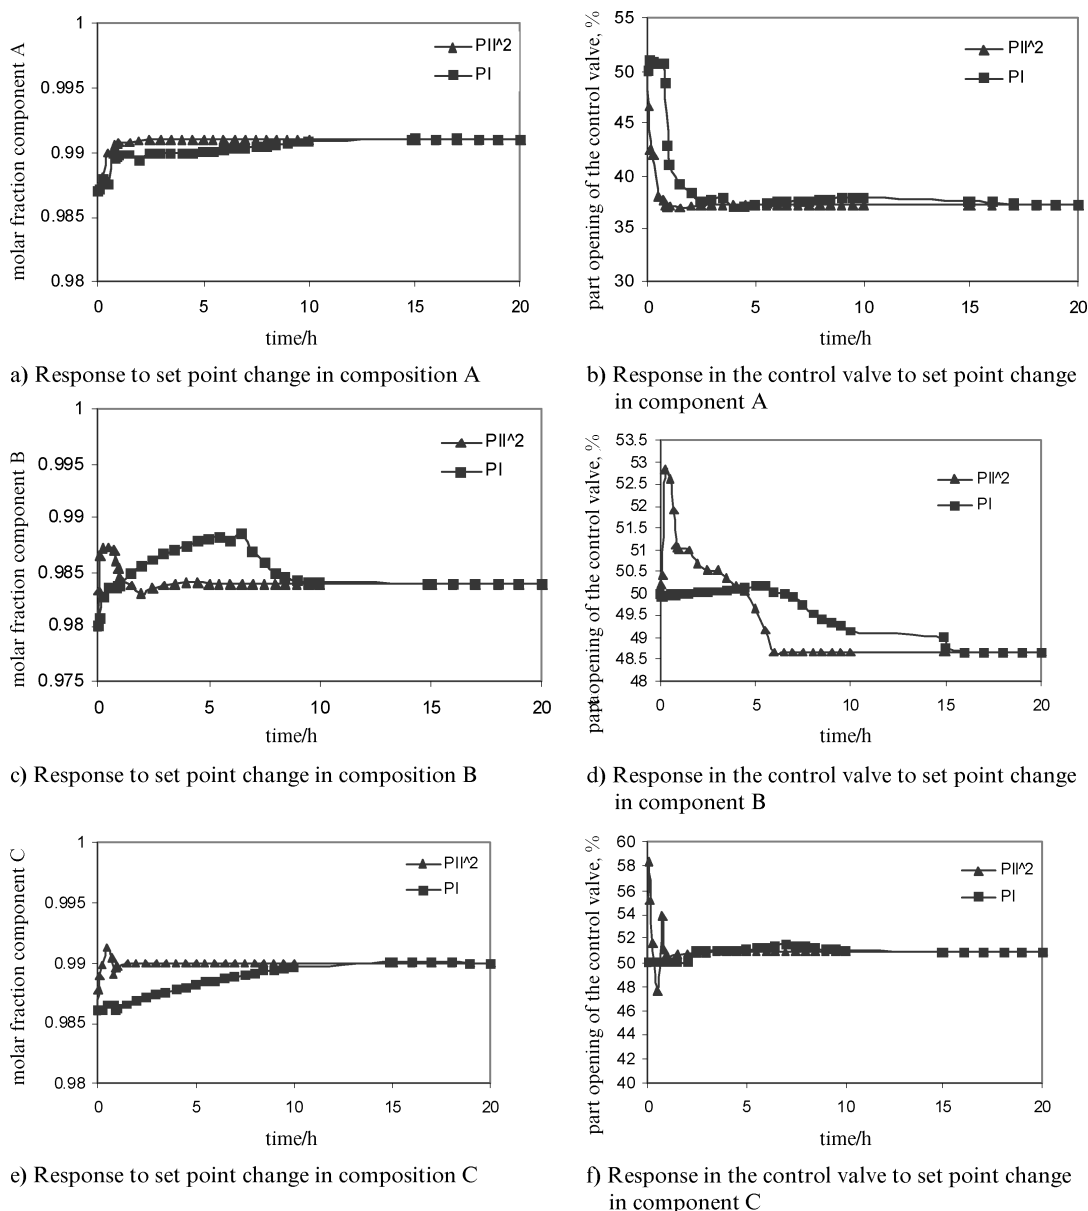 1
0.995
0.99
0.985
0.98
0
5
10
15
20
molar fraction component A
time/h
PII^2
PI
a) Response to set point change in composition A
55
50
45
40
35
30
0
5
10
15
20
part opening of the control valve, %
time/h
PII^2
PI
b) Response in the control valve to set point change
in component A
1
0.995
0.99
0.985
0.98
0.975
0
5
10
15
20
molar fraction component B
time/h
PII^2
PI
c) Response to set point change in composition B
53.5
53
52.5
52
51.5
51
50.5
50
49.5
49
48.5
48
0
5
10
15
20
opening of the control valve, %
time/h
PII^2
PI
d) Response in the control valve to set point change
in component B
1
0.995
0.99
0.985
0.98
0
5
10
15
20
molar fraction component C
time/h
PII^2
PI
e) Response to set point change in composition C
60
58
56
54
52
50
48
46
44
42
40
0
5
10
15
20
part opening of the control valve, %
time/h
PII^2
PI
f) Response in the control valve to set point change
in component C